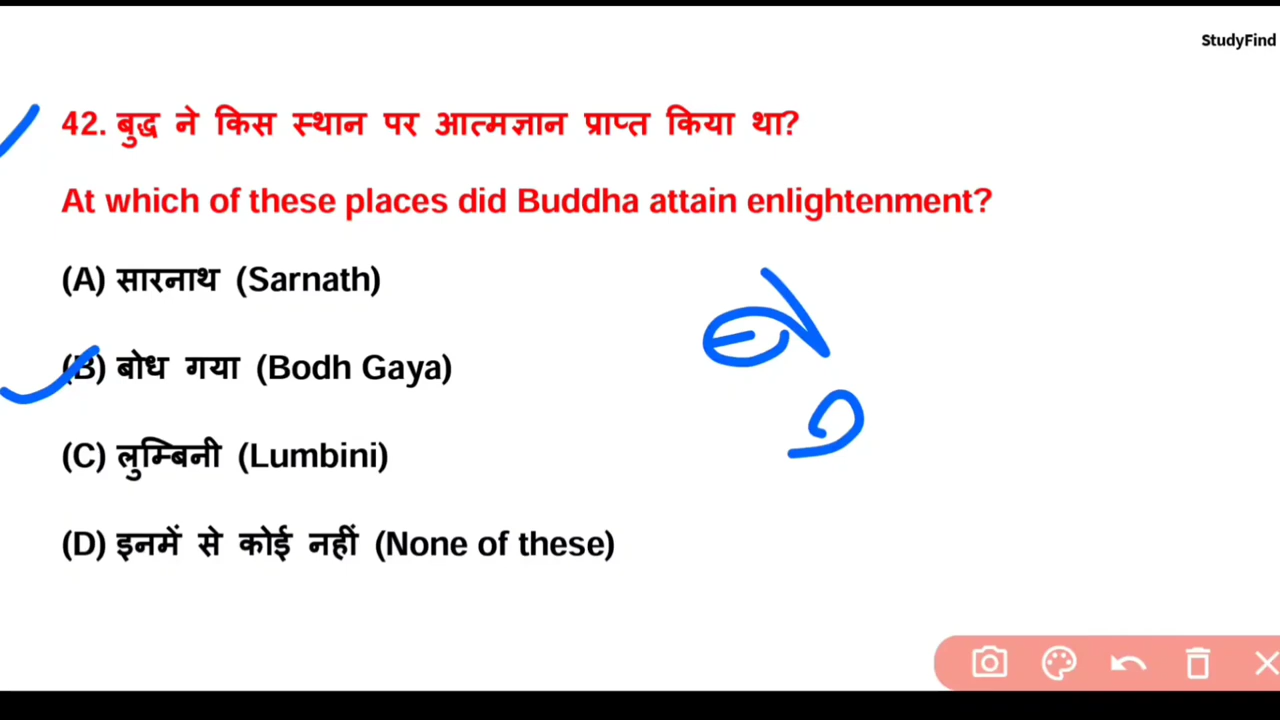 StudyFind
42. बुद्ध ने किस स्थान पर आत्मज्ञान प्राप्त किया था?
At which of these places did Buddha attain enlightenment?
(A) सारनाथ (Sarnath)
(B) बोध गया (Bodh Gaya)
(C) लुम्बिनी (Lumbini)
(D) इनमें से कोई नहीं (None of these)